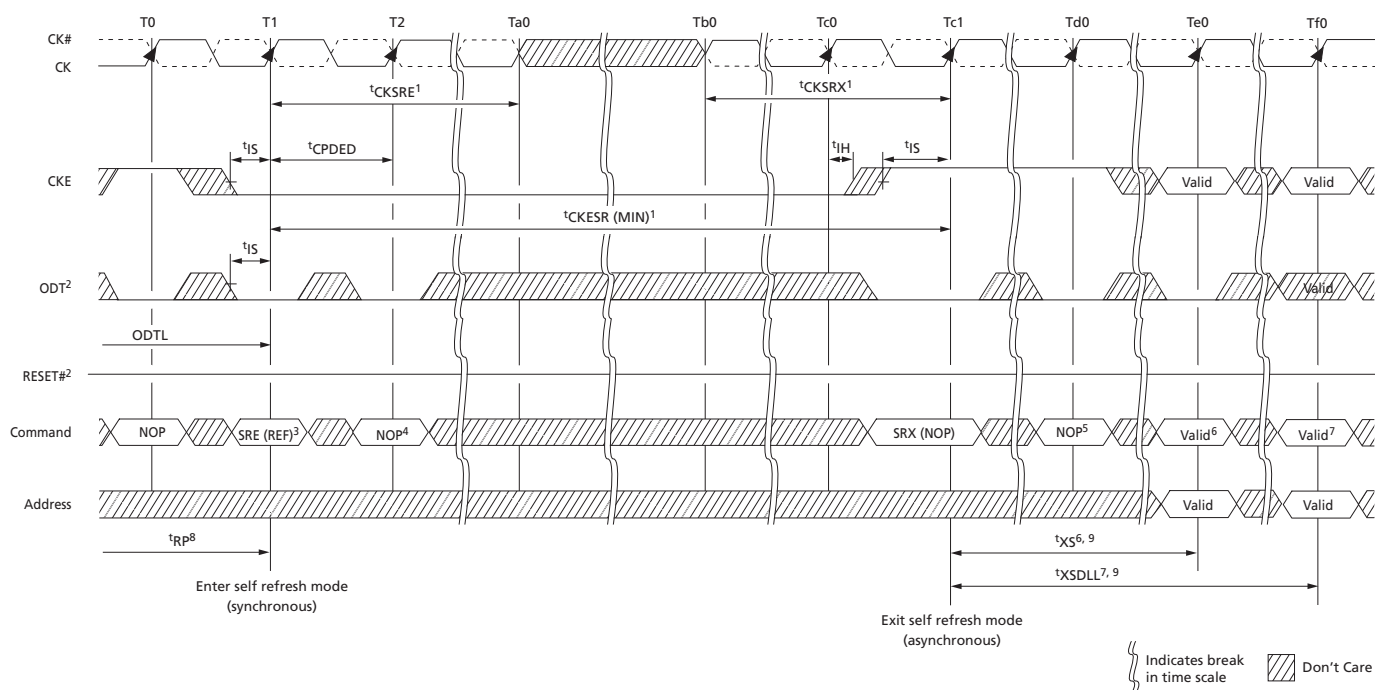 T0 T1 T2 Ta0 Tb0 Tc0 Tc1 Td0 Te0 Tf0
CK#
CK
tCKSRE1 tCKSRX1
tIS tCPDED tIH tIS
CKE Valid Valid
tCKESR (MIN)1
tIS
ODT2 Valid
ODTL
RESET#2
Command NOP SRE (REF)3 NOP4 SRX (NOP) NOP5 Valid6 Valid7
Address Valid Valid
tRP8 tXS6, 9
Enter self refresh mode
(synchronous)
tXSDLL7, 9
Exit self refresh mode
(asynchronous)
Indicates break
in time scale
Don't Care